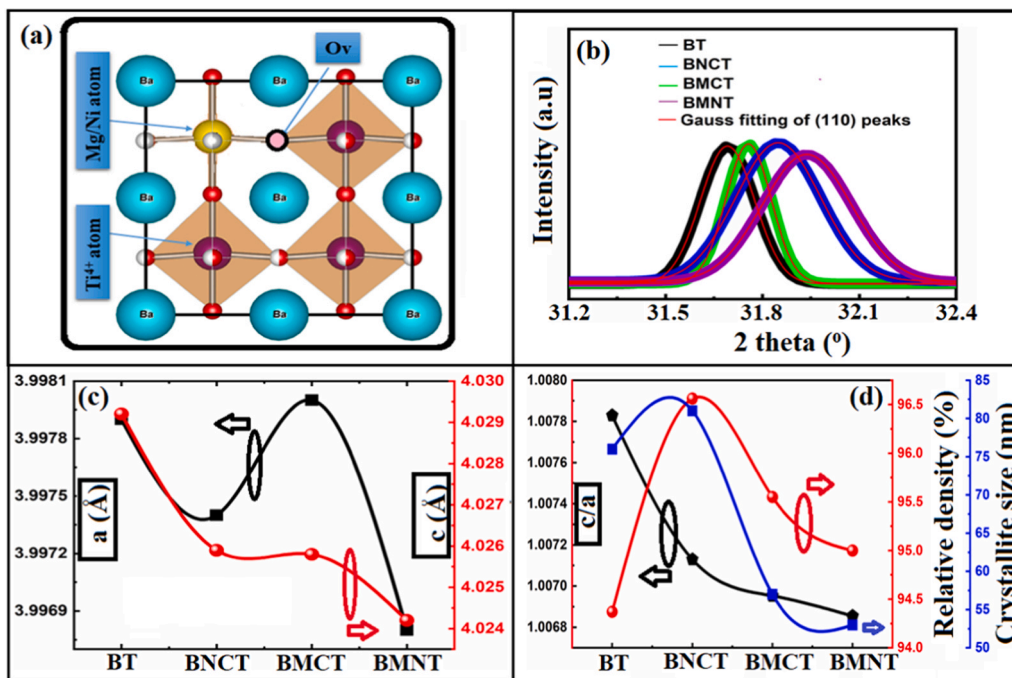 (a)
Ov
Mg/Ni atom
Ti4+ atom
Ba Ba Ba
Ba Ba Ba
Ba Ba Ba
(b)
BT
BNCT
BMCT
BMNT
Gauss fitting of (110) peaks
Intensity (a.u)
31.2 31.5 31.8 32.1 32.4
2 theta (º)
(c)
3.9981
3.9978
3.9975
3.9972
3.9969
a (Å)
c (Å)
4.030
4.029
4.028
4.027
4.026
4.025
4.024
BT BNCT BMCT BMNT
(d)
1.0080
1.0078
1.0076
1.0074
1.0072
1.0070
1.0068
c/a
96.5
96.0
95.5
95.0
94.5
94.0
Relative density (%)
85
80
75
70
65
60
55
50
Crystallite size (nm)
BT BNCT BMCT BMNT